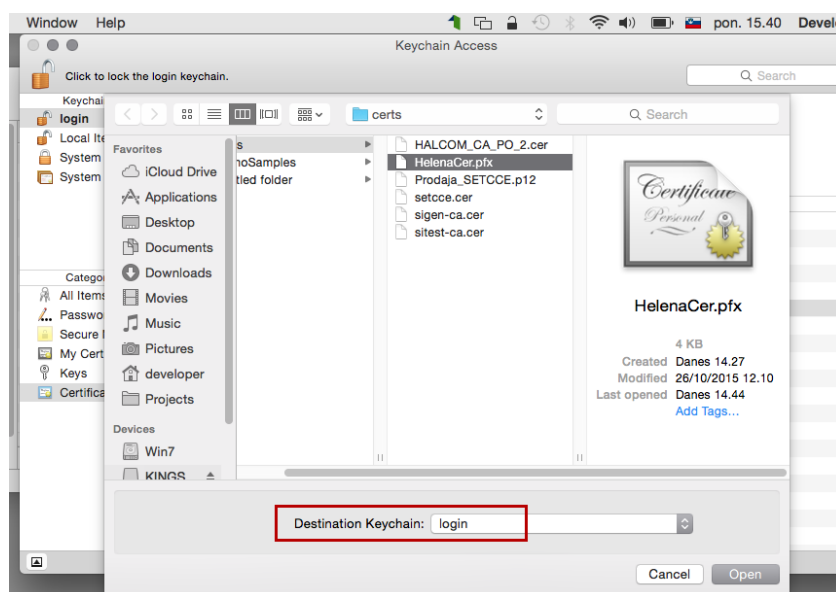 Window Help pon. 15.40 Devel
Keychain Access
Click to lock the login keychain.
Search
Keychai
login
Local Ite
System
System
certs
Search
Favorites
iCloud Drive
Applications
Desktop
Documents
Downloads
Movies
Music
Pictures
developer
Projects
Devices
Win7
KINGS
s
noSamples
tled folder
HALCOM_CA_PO_2.cer
HelenaCer.pfx
Prodaja_SETCCE.p12
setcce.cer
sigen-ca.cer
sitest-ca.cer
Certificate
Personal
HelenaCer.pfx
4 KB
Created Danes 14.27
Modified 26/10/2015 12.10
Last opened Danes 14.44
Add Tags...
Catego
All Items
Passwo
Secure N
My Cert
Keys
Certifica
Destination Keychain: login
Cancel Open